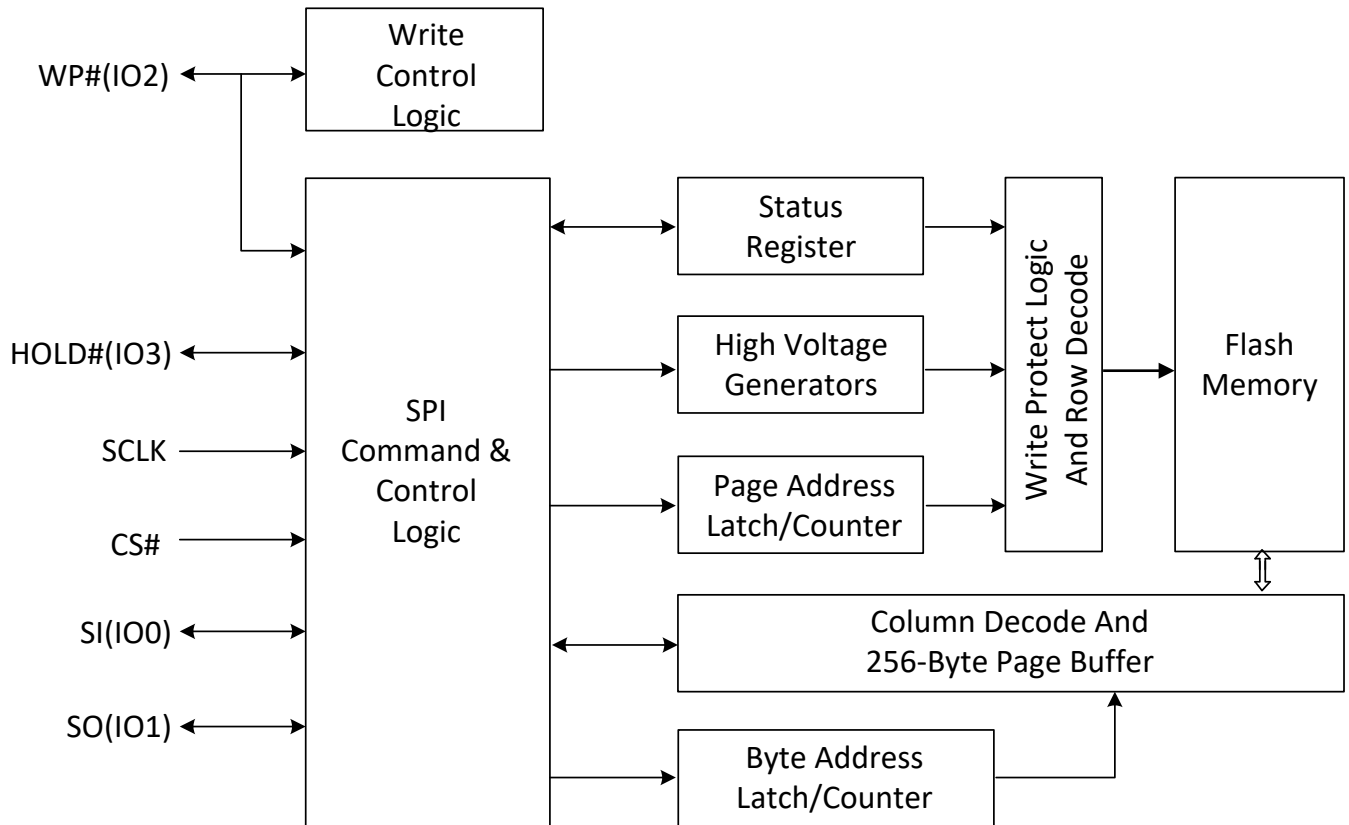 Write
Control
Logic
WP#(IO2)
HOLD#(IO3)
SCLK
CS#
SI(IO0)
SO(IO1)
SPI
Command &
Control
Logic
Status
Register
High Voltage
Generators
Page Address
Latch/Counter
Write Protect Logic
And Row Decode
Flash
Memory
Column Decode And
256-Byte Page Buffer
Byte Address
Latch/Counter